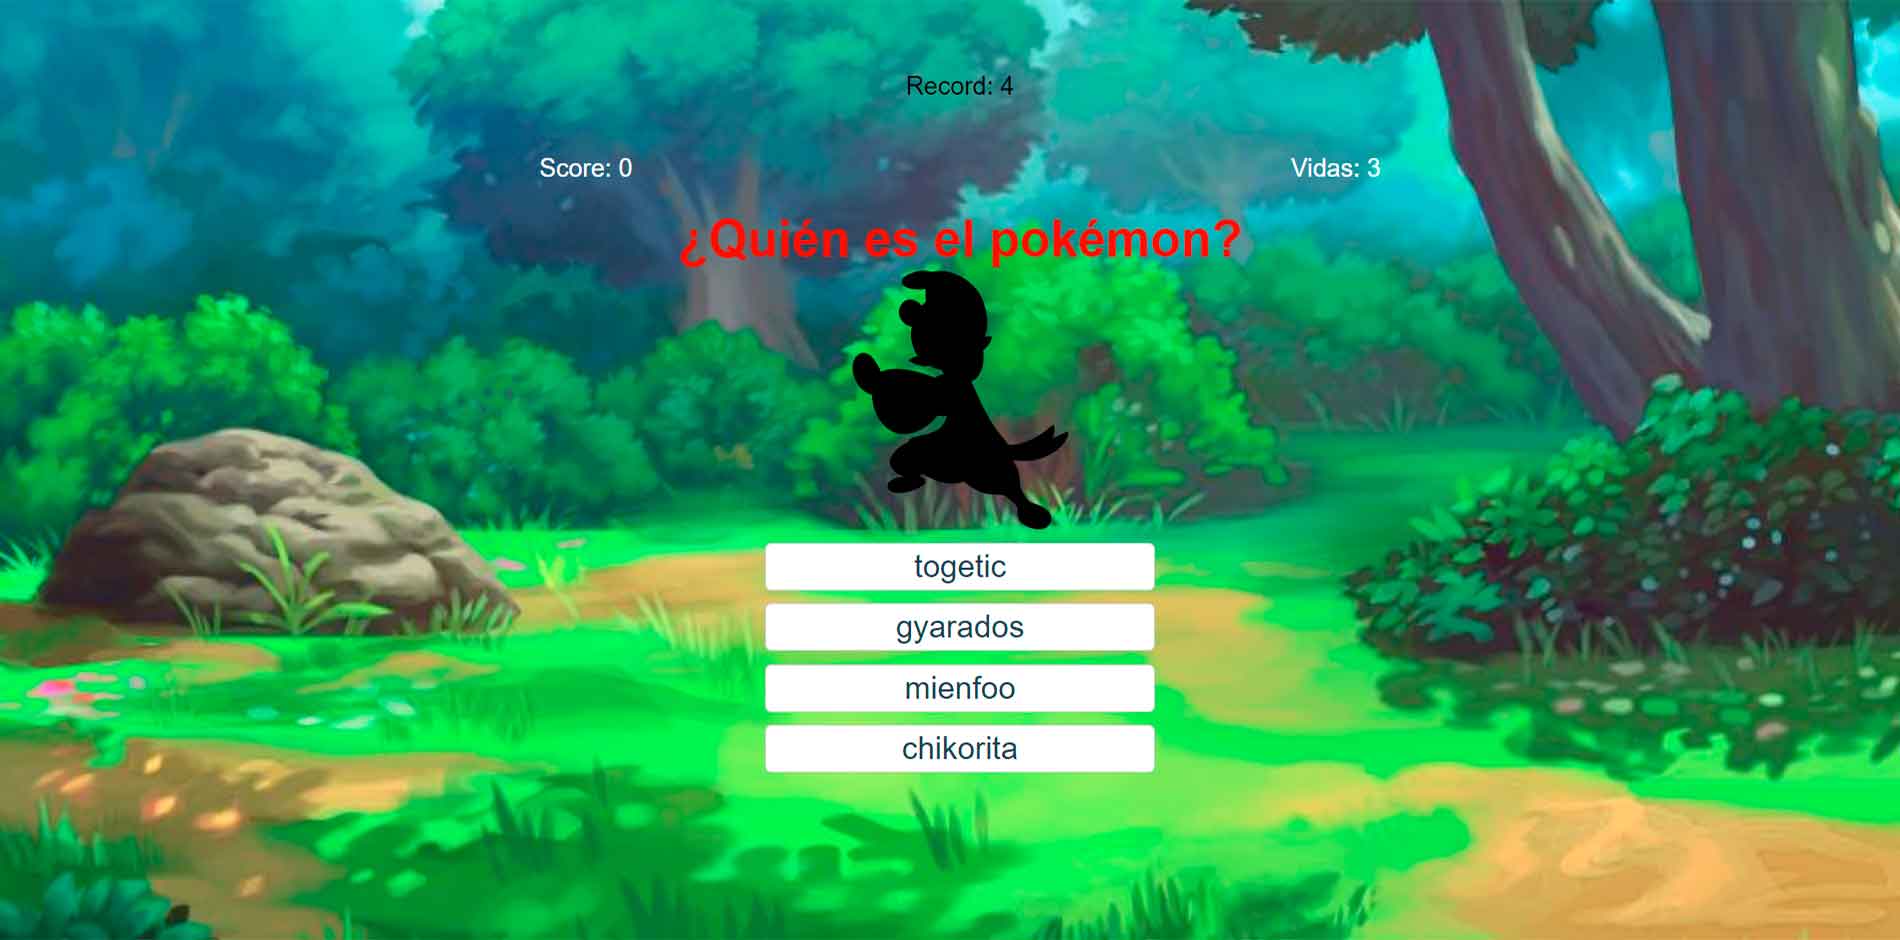 Record: 4
Score: 0
Vidas: 3
¿Quién es el pokémon?
togetic
gyarados
mienfoo
chikorita